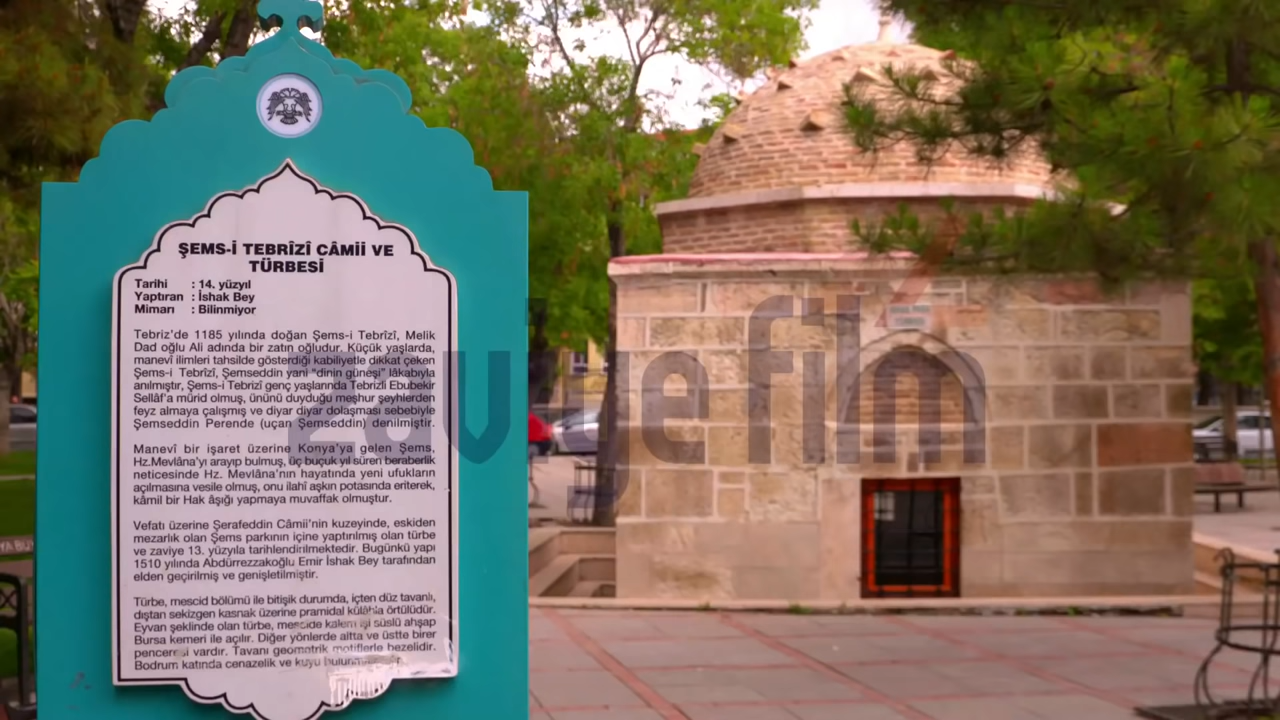 ŞEMS-İ TEBRÎZÎ CÂMİİ VE
TÜRBESİ
Tarihi : 14. yüzyıl
Yaptıran : İshak Bey
Mimarı : Bilinmiyor
Tebriz’de 1185 yılında doğan Şems-i Tebrîzî, Melik
Dad oğlu Ali adında bir zatın oğludur. Küçük yaşlarda,
manevî ilimleri tahsilde gösterdiği kabiliyetle dikkat çeken
Şems-i Tebrîzî, Şemseddin yani “dinin güneşi” lâkabıyla
anılmıştır, Şems-i Tebrîzî genç yaşlarında Tebrizli Ebubekir
Sellâf’a mürid olmuş, ününü duyduğu meşhur şeyhlerden
feyz almaya çalışmış ve diyar diyar dolaşması sebebiyle
Şemseddin Perende (uçan Şemseddin) denilmiştir.
Manevî bir işaret üzerine Konya’ya gelen Şems,
Hz.Mevlâna’yı arayıp bulmuş, üç buçuk yıl süren beraberlik
neticesinde Hz. Mevlâna’nın hayatında yeni ufukların
açılmasına vesile olmuş, onu ilahî aşkın potasında eriterek,
kâmil bir Hak âşığı yapmaya muvaffak olmuştur.
Vefatı üzerine Şerafeddin Câmii’nin kuzeyinde, eskiden
mezarlık olan Şems parkının içine yaptırılmış olan türbe
ve zaviye 13. yüzyıla tarihlendirilmektedir. Bugünkü yapı
1510 yılında Abdürrezzakoğlu Emir İshak Bey tarafından
elden geçirilmiş ve genişletilmiştir.
Türbe, mescid bölümü ile bitişik durumda, içten düz tavanlı,
dıştan sekizgen kasnak üzerine pramidal külâhla örtülüdür.
Eyvan şeklinde olan türbe, mescide kalem işi süslü ahşap
Bursa kemeri ile açılır. Diğer yönlerde altta ve üstte birer
penceresi vardır. Tavanı geometrik motiflerle bezelidir.
Bodrum katında cenazelik ve kuyu bulunmaktadır.
zaviye film